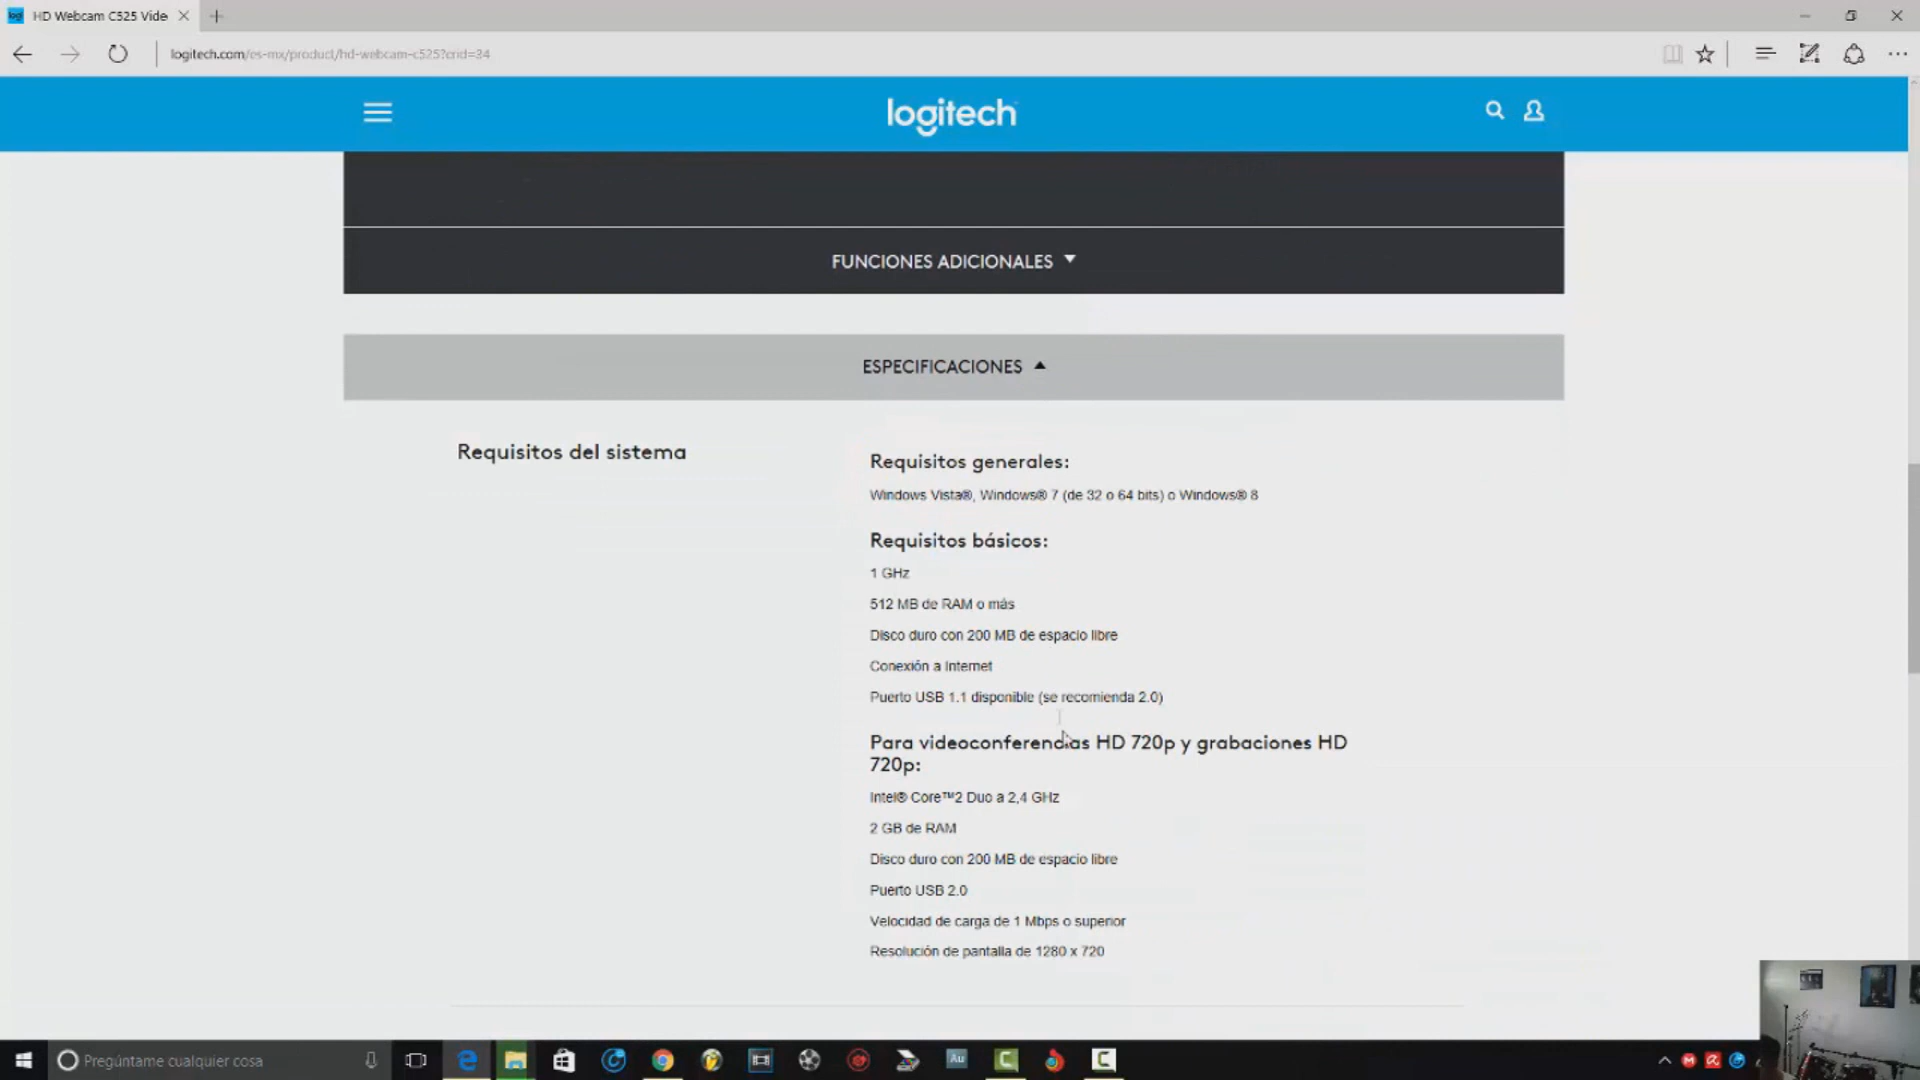 HD Webcam C525 Vide
logitech.com/es-mx/product/hd-webcam-c525?crid=34
logitech
FUNCIONES ADICIONALES
ESPECIFICACIONES
Requisitos del sistema
Requisitos generales:
Windows Vista®, Windows® 7 (de 32 o 64 bits) o Windows® 8
Requisitos básicos:
1 GHz
512 MB de RAM o más
Disco duro con 200 MB de espacio libre
Conexión a Internet
Puerto USB 1.1 disponible (se recomienda 2.0)
Para videoconferencias HD 720p y grabaciones HD
720p:
Intel® Core™2 Duo a 2,4 GHz
2 GB de RAM
Disco duro con 200 MB de espacio libre
Puerto USB 2.0
Velocidad de carga de 1 Mbps o superior
Resolución de pantalla de 1280 x 720
Pregúntame cualquier cosa
Au